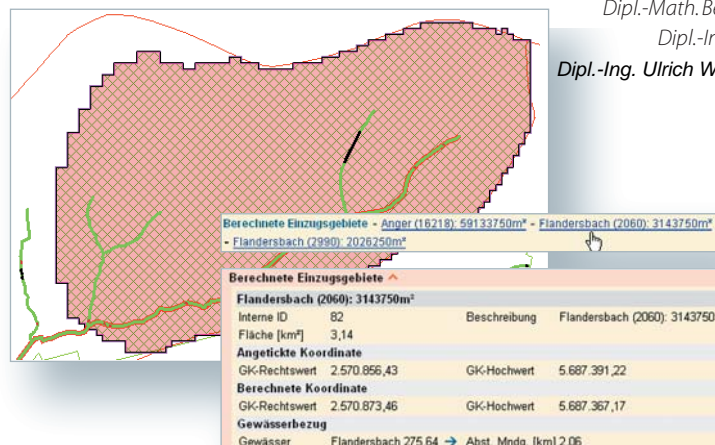 Dipl.-Math.
Dipl.-Ing. Ulrich
Berechnete Einzugsgebiete - Anger (16218): 59133750m² - Flandersbach (2060): 3143750m²
- Flandersbach (2990): 2026250m²
Berechnete Einzugsgebiete
Flandersbach (2060): 3143750m²
Interne ID 82 Beschreibung Flandersbach (2060): 3143750
Fläche [km²] 3,14
Angetickte Koordinate
GK-Rechtswert 2.570.856,43 GK-Hochwert 5.687.391,22
Berechnete Koordinate
GK-Rechtswert 2.570.873,46 GK-Hochwert 5.687.367,17
Gewässerbezug
Gewässer Flandersbach 275,64 → Abst. Mndg. [km] 2,06